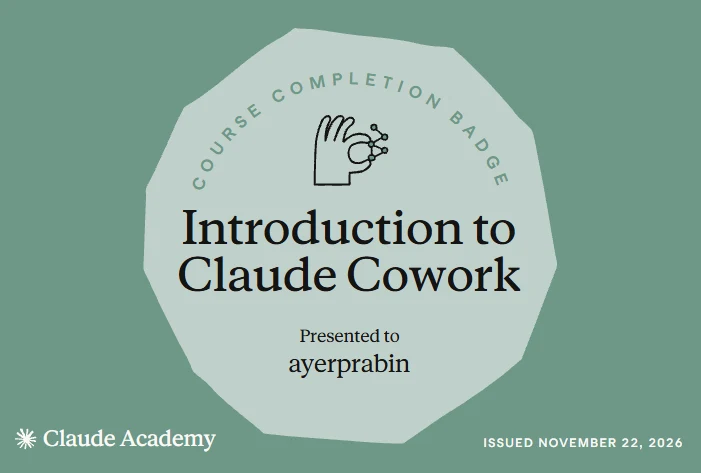 COURSE COMPLETION BADGE
Introduction to
Claude Cowork
Presented to
ayerprabin
Claude Academy
ISSUED NOVEMBER 22, 2026